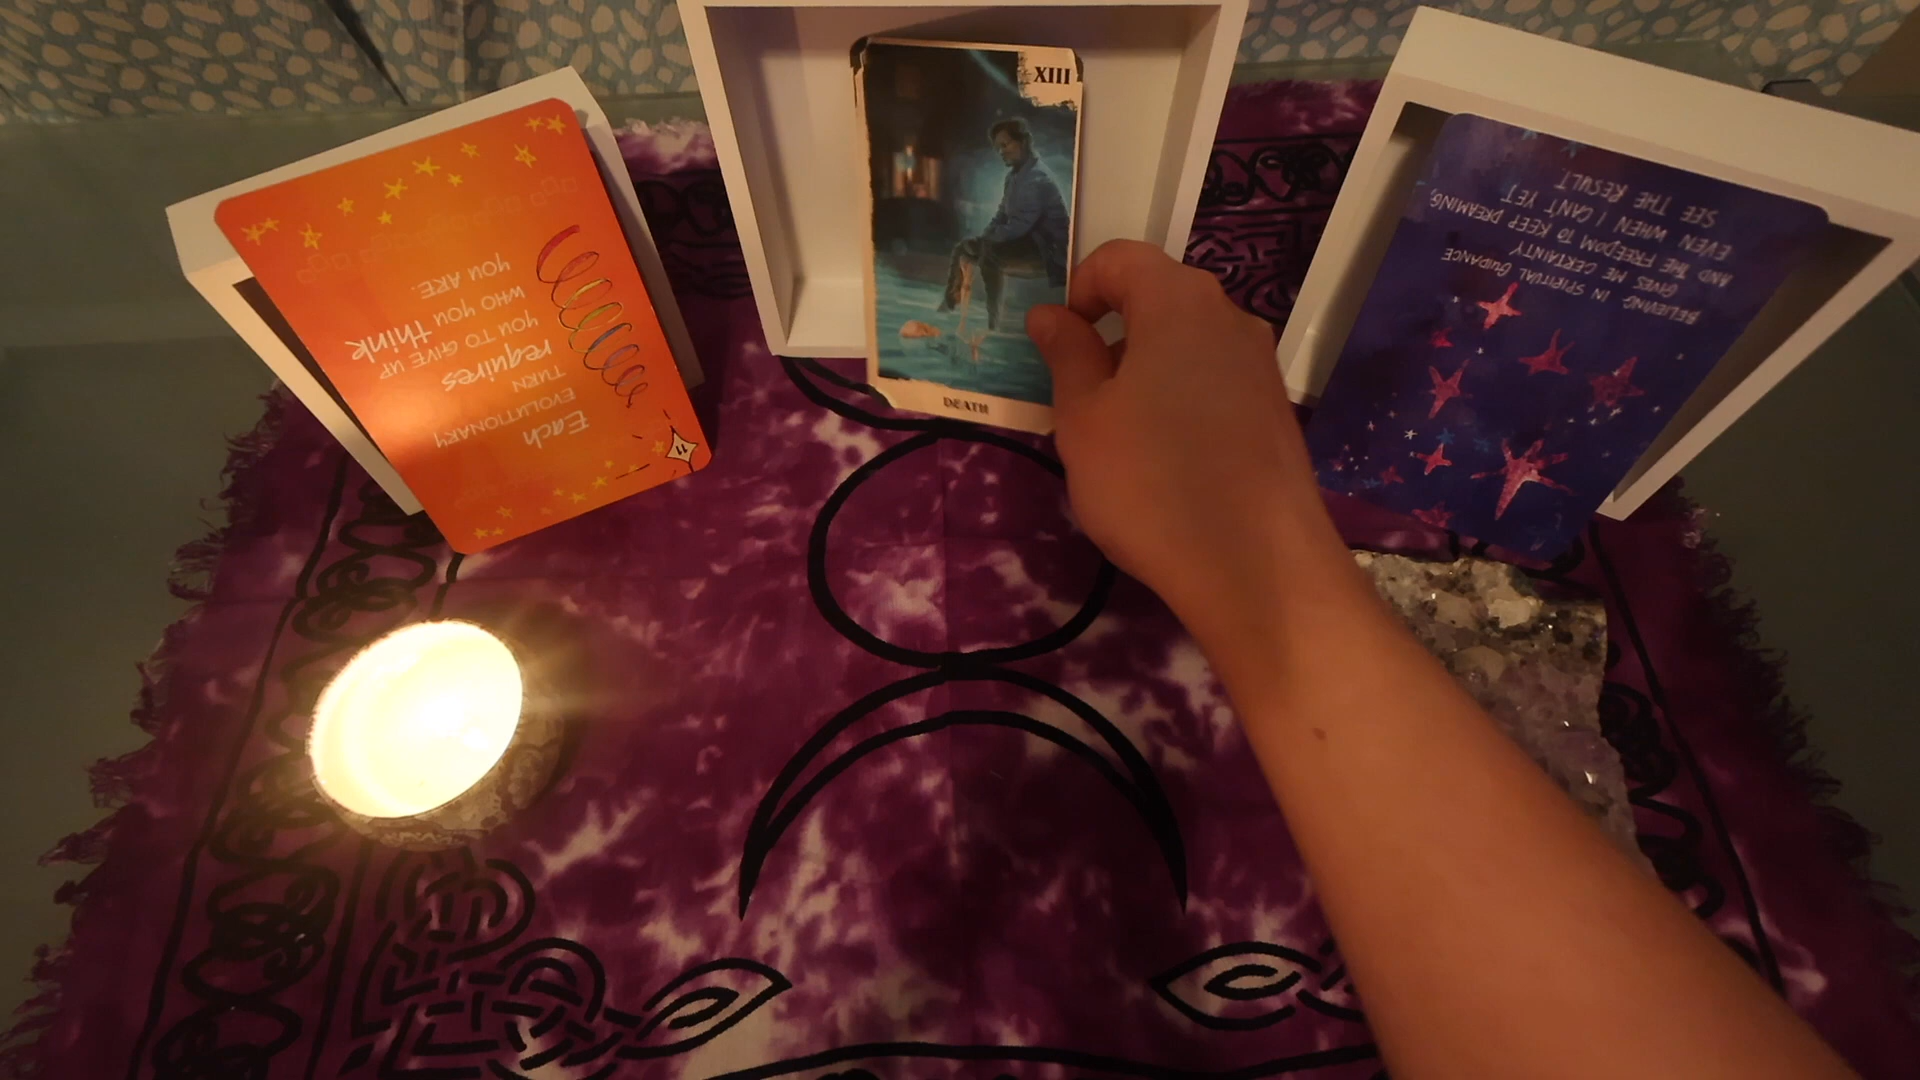 11
Each
EVOLUTIONARY
TURN
requires
YOU TO GIVE UP
WHO YOU think
YOU ARE.
XIII
DEATH
BELIEVING IN SPIRITUAL GUIDANCE
GIVES ME CERTAINTY
AND THE FREEDOM TO KEEP DREAMING,
EVEN WHEN I CAN'T YET
SEE THE RESULT.